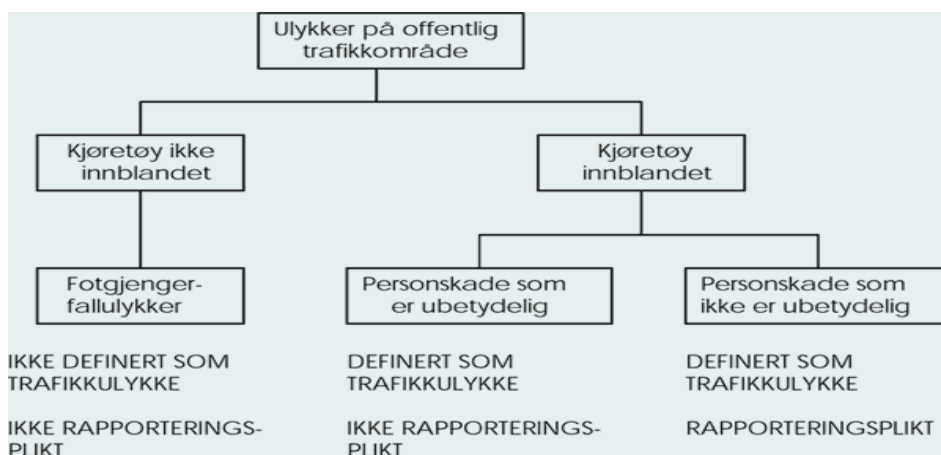 Ulykker på offentlig
trafikkområde
Kjøretøy ikke
innblandet
Kjøretøy
innblandet
Fotgjenger-
fallulykker
Personskade som
er ubetydelig
Personskade som
ikke er ubetydelig
IKKE DEFINERT SOM
TRAFIKKULYKKE
IKKE RAPPORTERINGS-
PLIKT
DEFINERT SOM
TRAFIKKULYKKE
IKKE RAPPORTERINGS-
PLIKT
DEFINERT SOM
TRAFIKKULYKKE
RAPPORTERINGSPLIKT